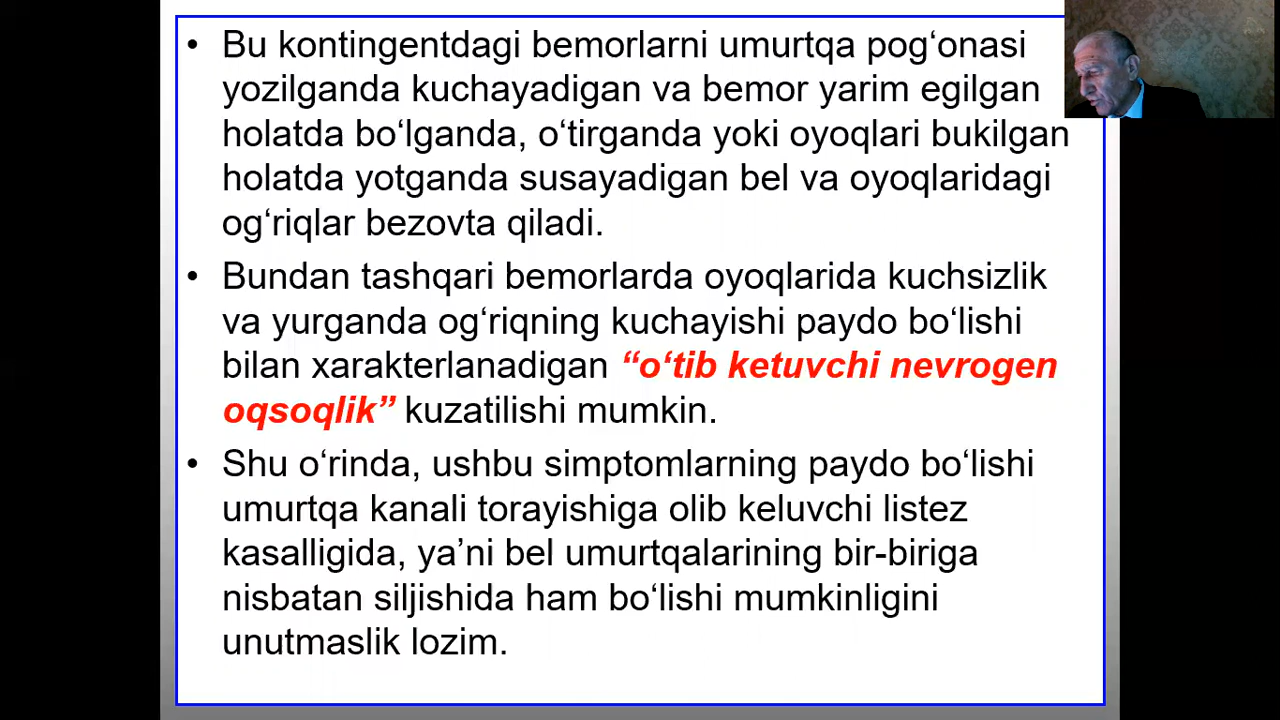 • Bu kontingentdagi bemorlarni umurtqa pog‘onasi
yozilganda kuchayadigan va bemor yarim egilgan
holatda bo‘lganda, o‘tirganda yoki oyoqlari bukilgan
holatda yotganda susayadigan bel va oyoqlaridagi
og‘riqlar bezovta qiladi.
• Bundan tashqari bemorlarda oyoqlarida kuchsizlik
va yurganda og‘riqning kuchayishi paydo bo‘lishi
bilan xarakterlanadigan “o‘tib ketuvchi nevrogen
oqsoqlik” kuzatilishi mumkin.
• Shu o‘rinda, ushbu simptomlarning paydo bo‘lishi
umurtqa kanali torayishiga olib keluvchi listez
kasalligida, ya’ni bel umurtqalarining bir-biriga
nisbatan siljishida ham bo‘lishi mumkinligini
unutmaslik lozim.